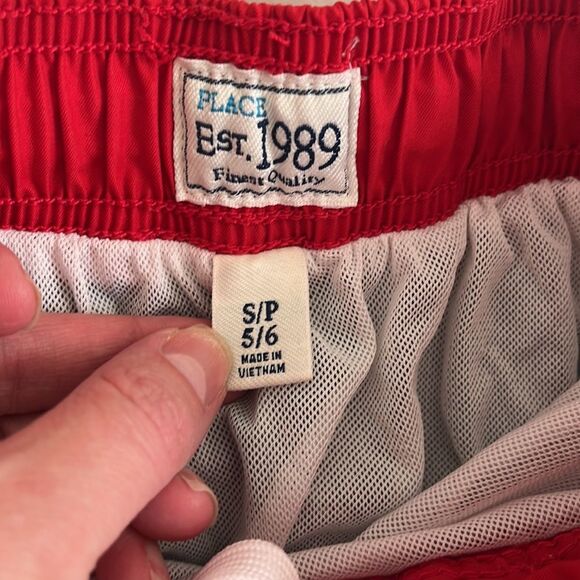 PLACE
EST. 1989
Finest Quality
S/P
5/6
MADE IN
VIETNAM